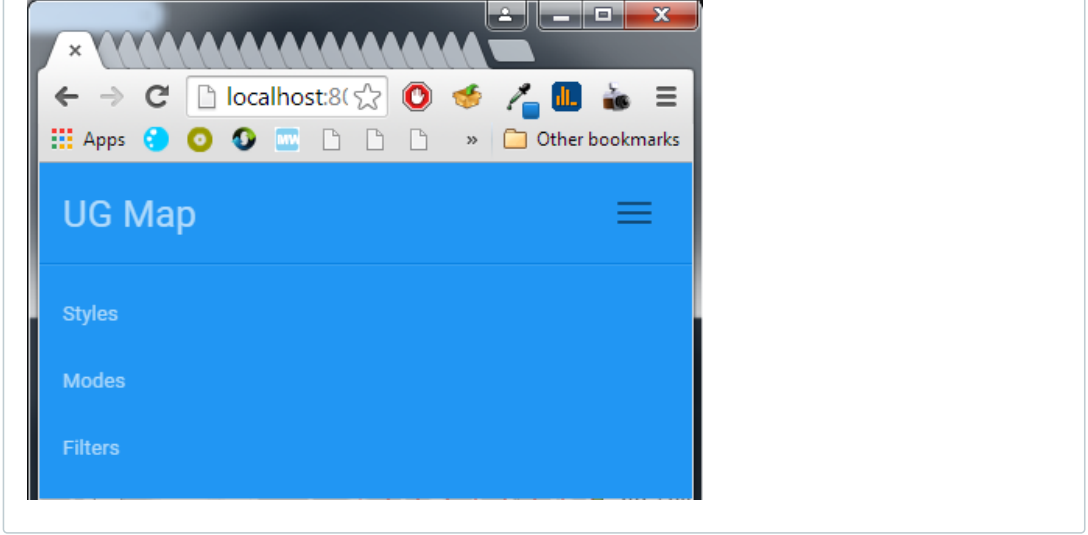 localhost:8(
Apps
MW
Other bookmarks
UG Map
Styles
Modes
Filters